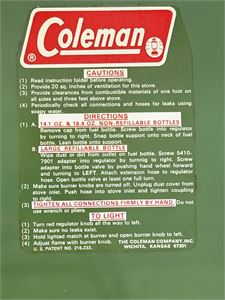 Coleman®
CAUTIONS
(1) Read instruction folder before operating.
(2) Provide 20 sq. inches of ventilation for this stove.
(3) Provide clearances from combustible materials of one foot on
all sides and three feet above stove.
(4) Periodically check all connections and hoses for leaks using
soapy water.
DIRECTIONS
(1) A. 14.1 OZ. & 16.4 OZ. NON-REFILLABLE BOTTLES
Remove cap from fuel bottle. Screw bottle into regulator
by turning to right. Snap bottle support onto neck of fuel
bottle. Lean bottle onto support.
B. LARGE REFILLABLE BOTTLE
Wipe dust or dirt from outlet on fuel bottle. Screw 5410-
7901 adapter into regulator by turning to right. Screw
adapter into bottle valve by pushing hand wheel forward
and turning to LEFT. Attach extension hose to regulator
hose. Open bottle valve at least one full turn.
(2) Make sure burner knobs are turned off. Unplug dust cover from
stove inlet. Push hose into stove inlet and tighten coupling
to right.
(3) TIGHTEN ALL CONNECTIONS FIRMLY BY HAND. Do not
use wrench or pliers.
TO LIGHT
(1) Turn red regulator knob all the way to left.
(2) Make sure no leaks exist.
(3) Hold lighted match at burner and open burner knob.
(4) Adjust flame with burner knob.
THE COLEMAN COMPANY, INC.
U.S. PATENT NO. 216,233.
WICHITA, KANSAS 67201